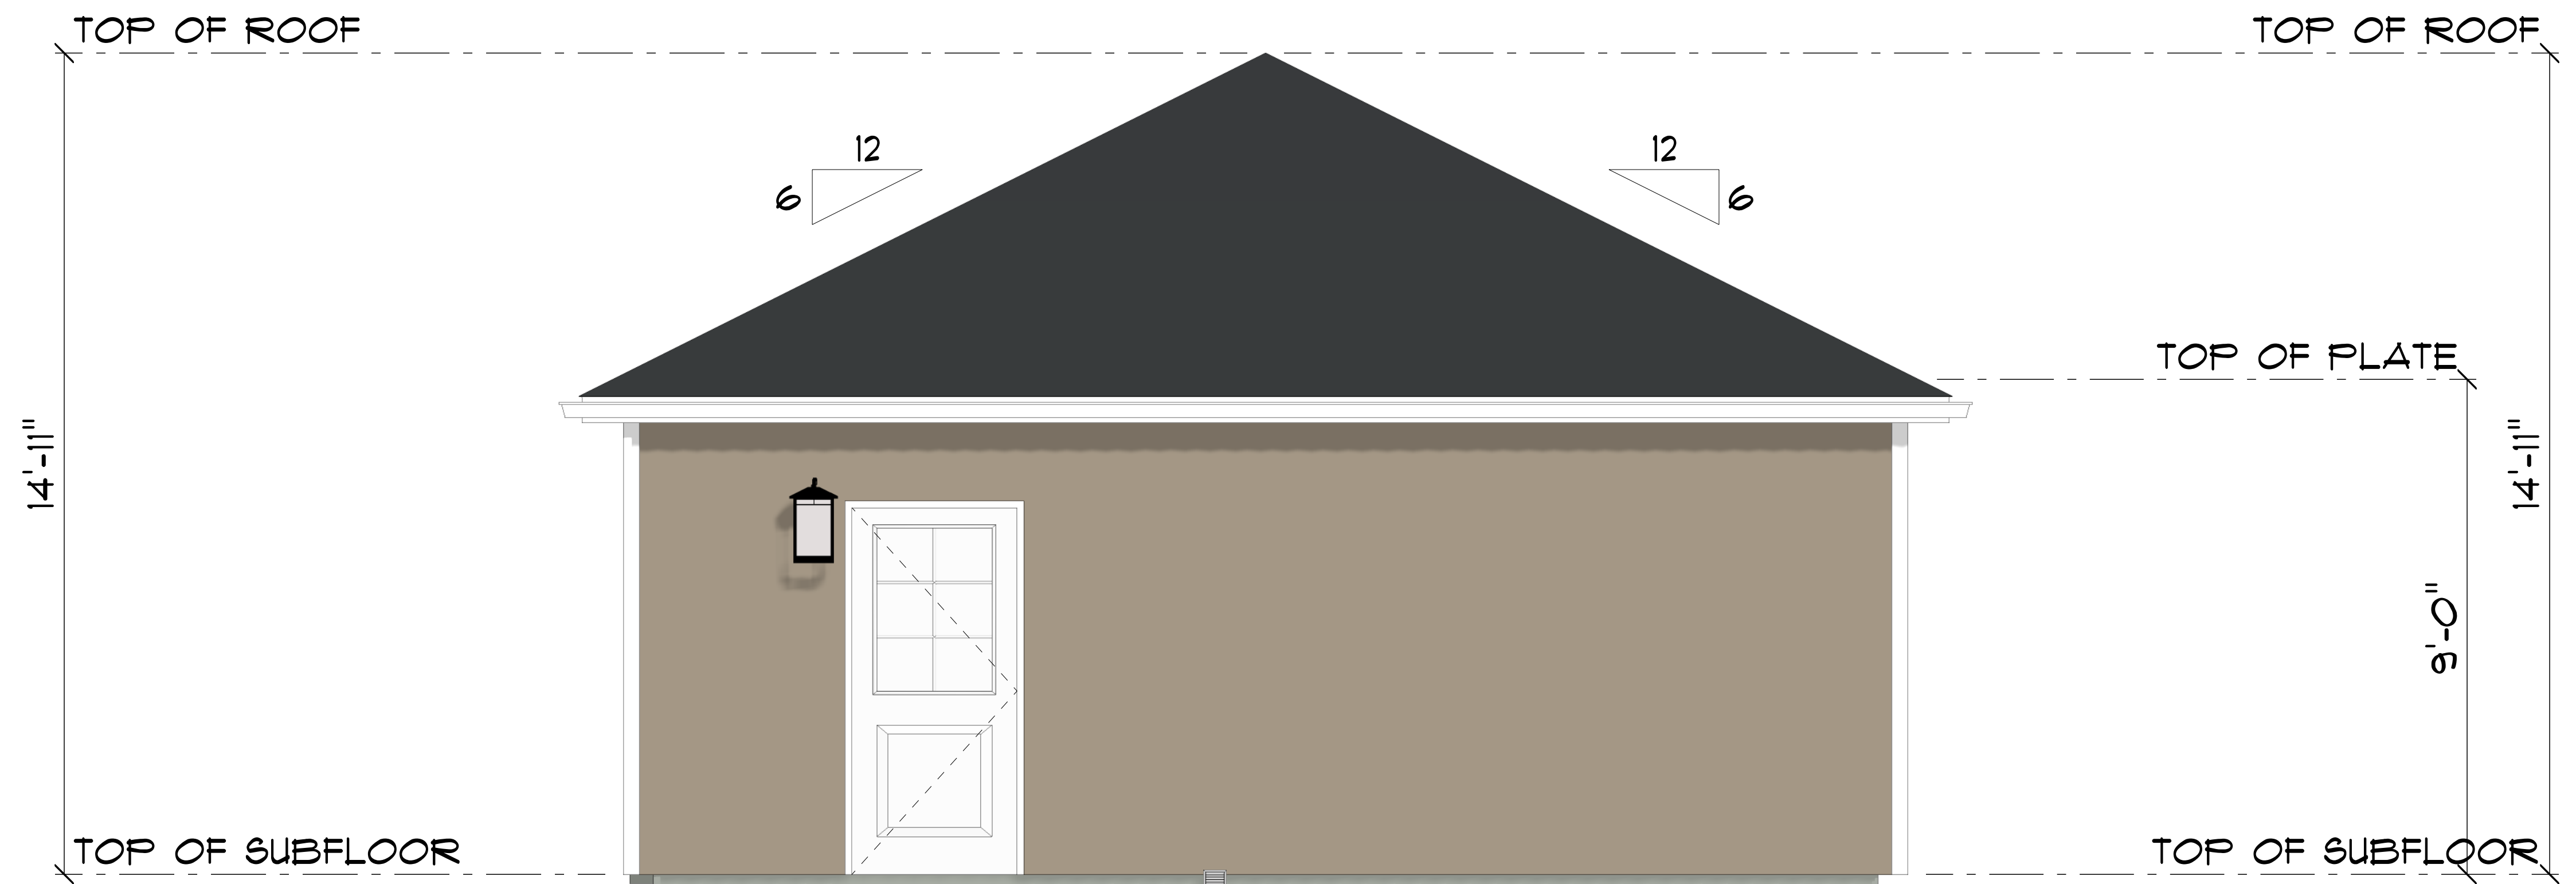 TOP OF ROOF
TOP OF ROOF
12
12
6
6
TOP OF PLATE
14'-11"
14'-11"
9'-0"
TOP OF SUBFLOOR
TOP OF SUBFLOOR